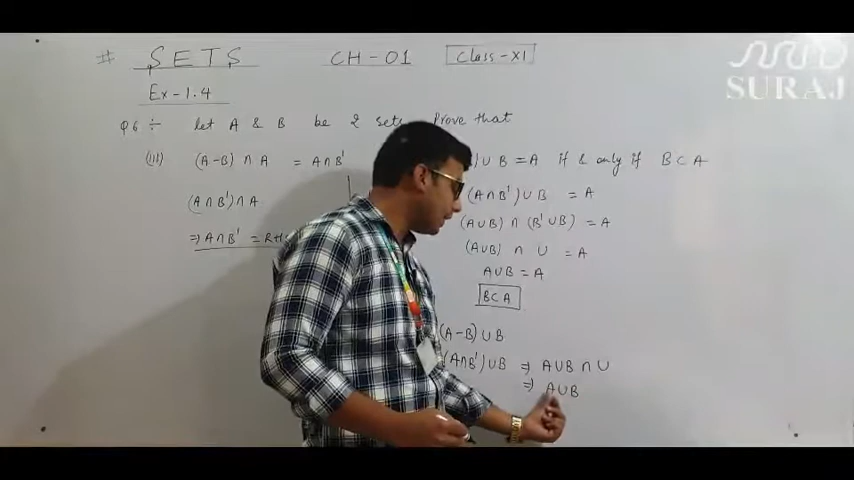 # SETS CH-01 Class-XI
SURAJ
Ex-1.4
Q6 ÷ let A & B be 2 sets Prove that
(iii) (A-B) ∩ A = A∩B'
(A∩B')∩A
⇒ A∩B' = RH
) ∪ B = A if & only if B⊂A
(A∩B')∪B = A
(A∪B) ∩ (B'∪B) = A
(A∪B) ∩ U = A
A∪B = A
B⊂A
(A-B)∪B
(A∩B')∪B ⇒ A∪B ∩ U
⇒ A∪B